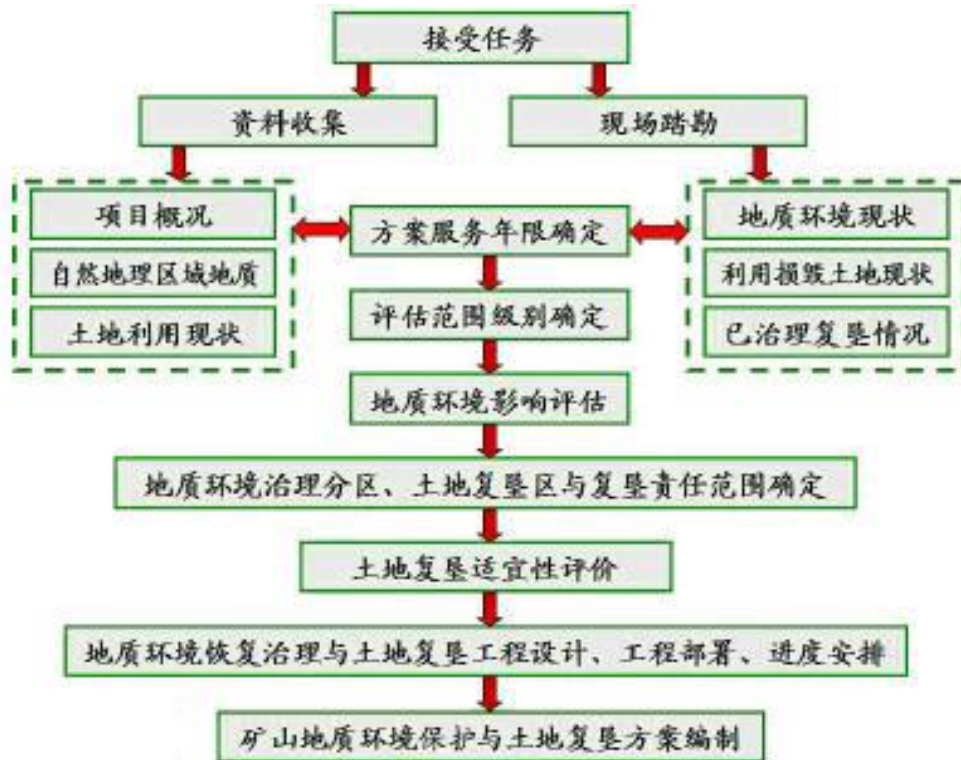 接受任务
资料收集
现场踏勘
项目概况
自然地理区域地质
土地利用现状
方案服务年限确定
地质环境现状
利用损毁土地现状
已治理复垦情况
评估范围级别确定
地质环境影响评估
地质环境治理分区、土地复垦区与复垦责任范围确定
土地复垦适宜性评价
地质环境恢复治理与土地复垦工程设计、工程部署、进度安排
矿山地质环境保护与土地复垦方案编制